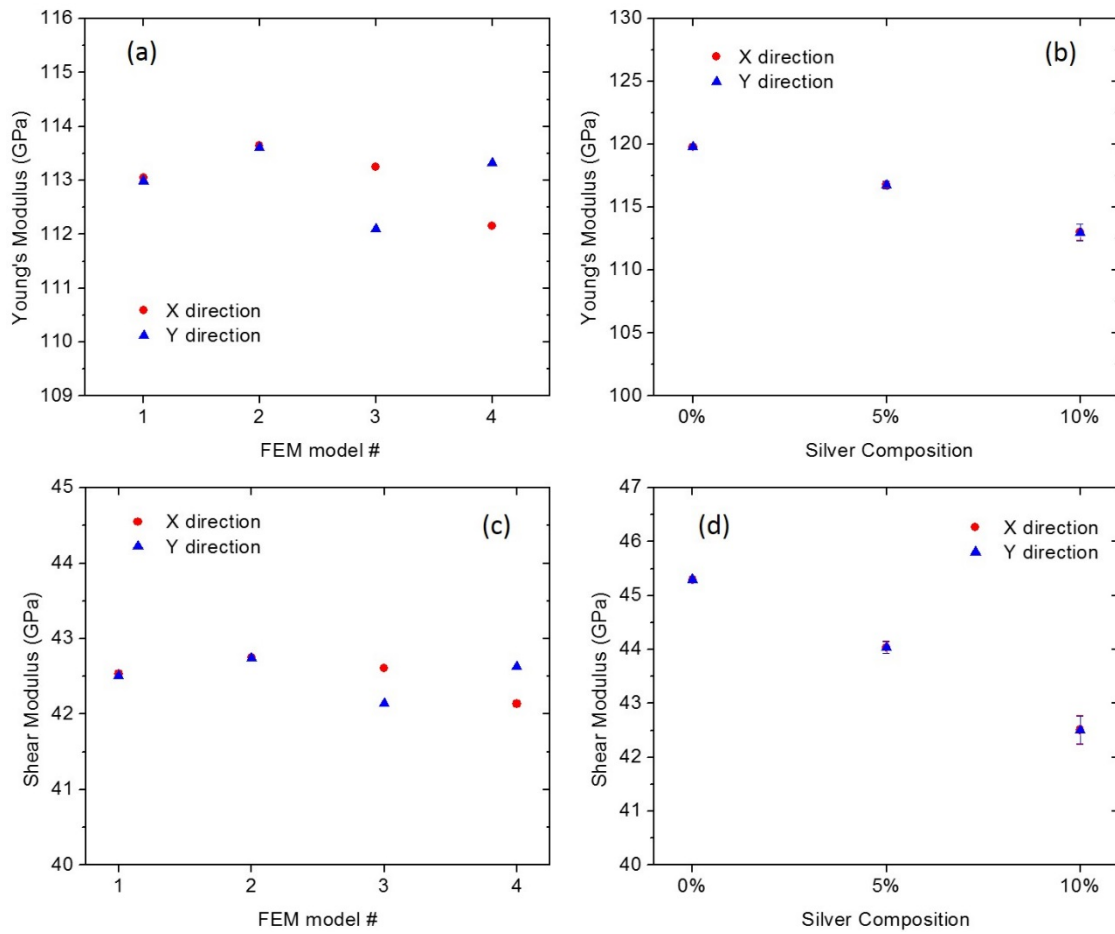 (a)
Young's Modulus (GPa)
116
115
114
113
112
111
110
109
X direction
Y direction
1 2 3 4
FEM model #
(b)
Young's Modulus (GPa)
130
125
120
115
110
105
100
X direction
Y direction
0% 5% 10%
Silver Composition
(c)
Shear Modulus (GPa)
45
44
43
42
41
40
X direction
Y direction
1 2 3 4
FEM model #
(d)
Shear Modulus (GPa)
47
46
45
44
43
42
41
40
X direction
Y direction
0% 5% 10%
Silver Composition